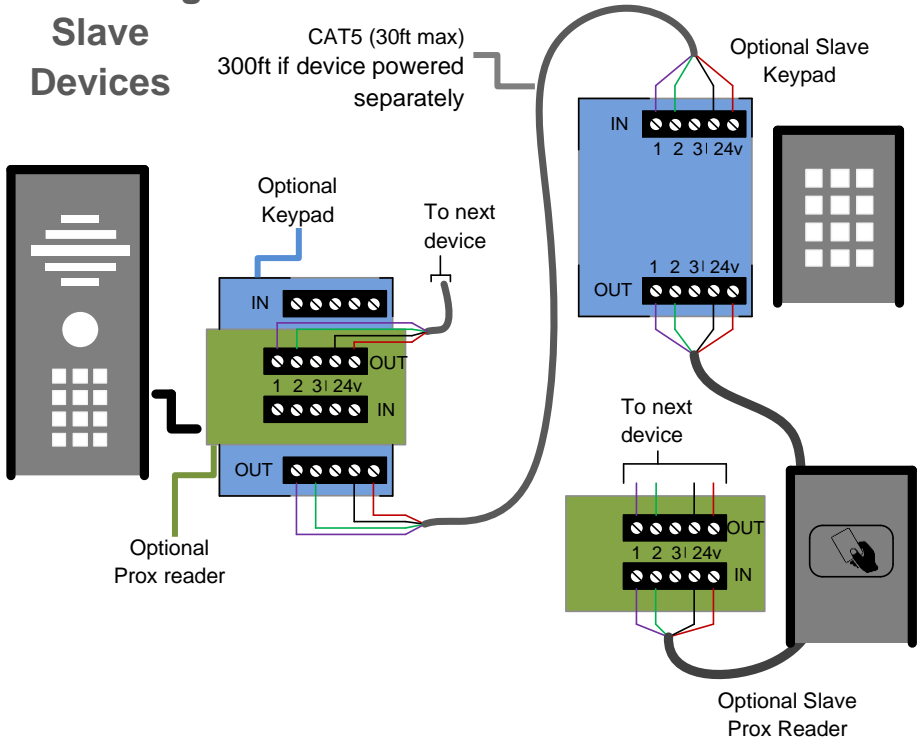 Slave
Devices
CAT5 (30ft max)
300ft if device powered
separately
Optional Slave
Keypad
IN
1 2 3 24v
1 2 3 24v
OUT
Optional
Keypad
To next
device
IN
OUT
1 2 3 24v
IN
OUT
Optional
Prox reader
To next
device
OUT
1 2 3 24v
IN
Optional Slave
Prox Reader